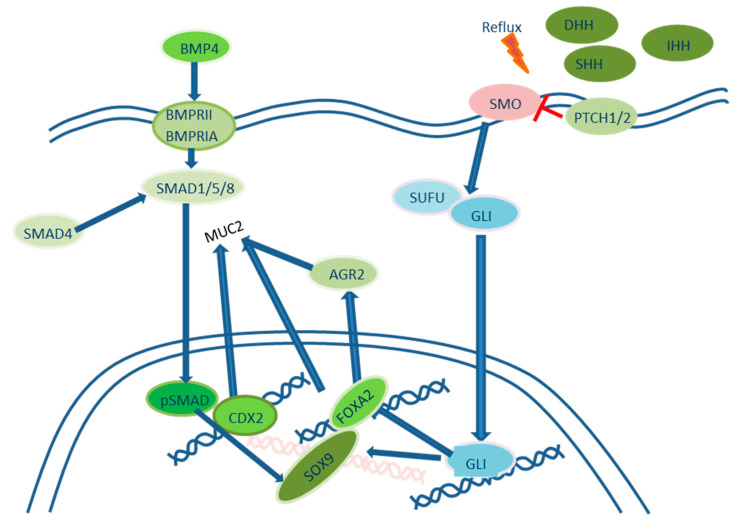 Reflux
DHH
IHH
BMP4
SHH
SMO
BMPRII
BMPRIA
PTCH1/2
SMAD1/5/8
SUFU
GLI
SMAD4
MUC2
AGR2
pSMAD
CDX2
FOXA2
SOX9
GLI